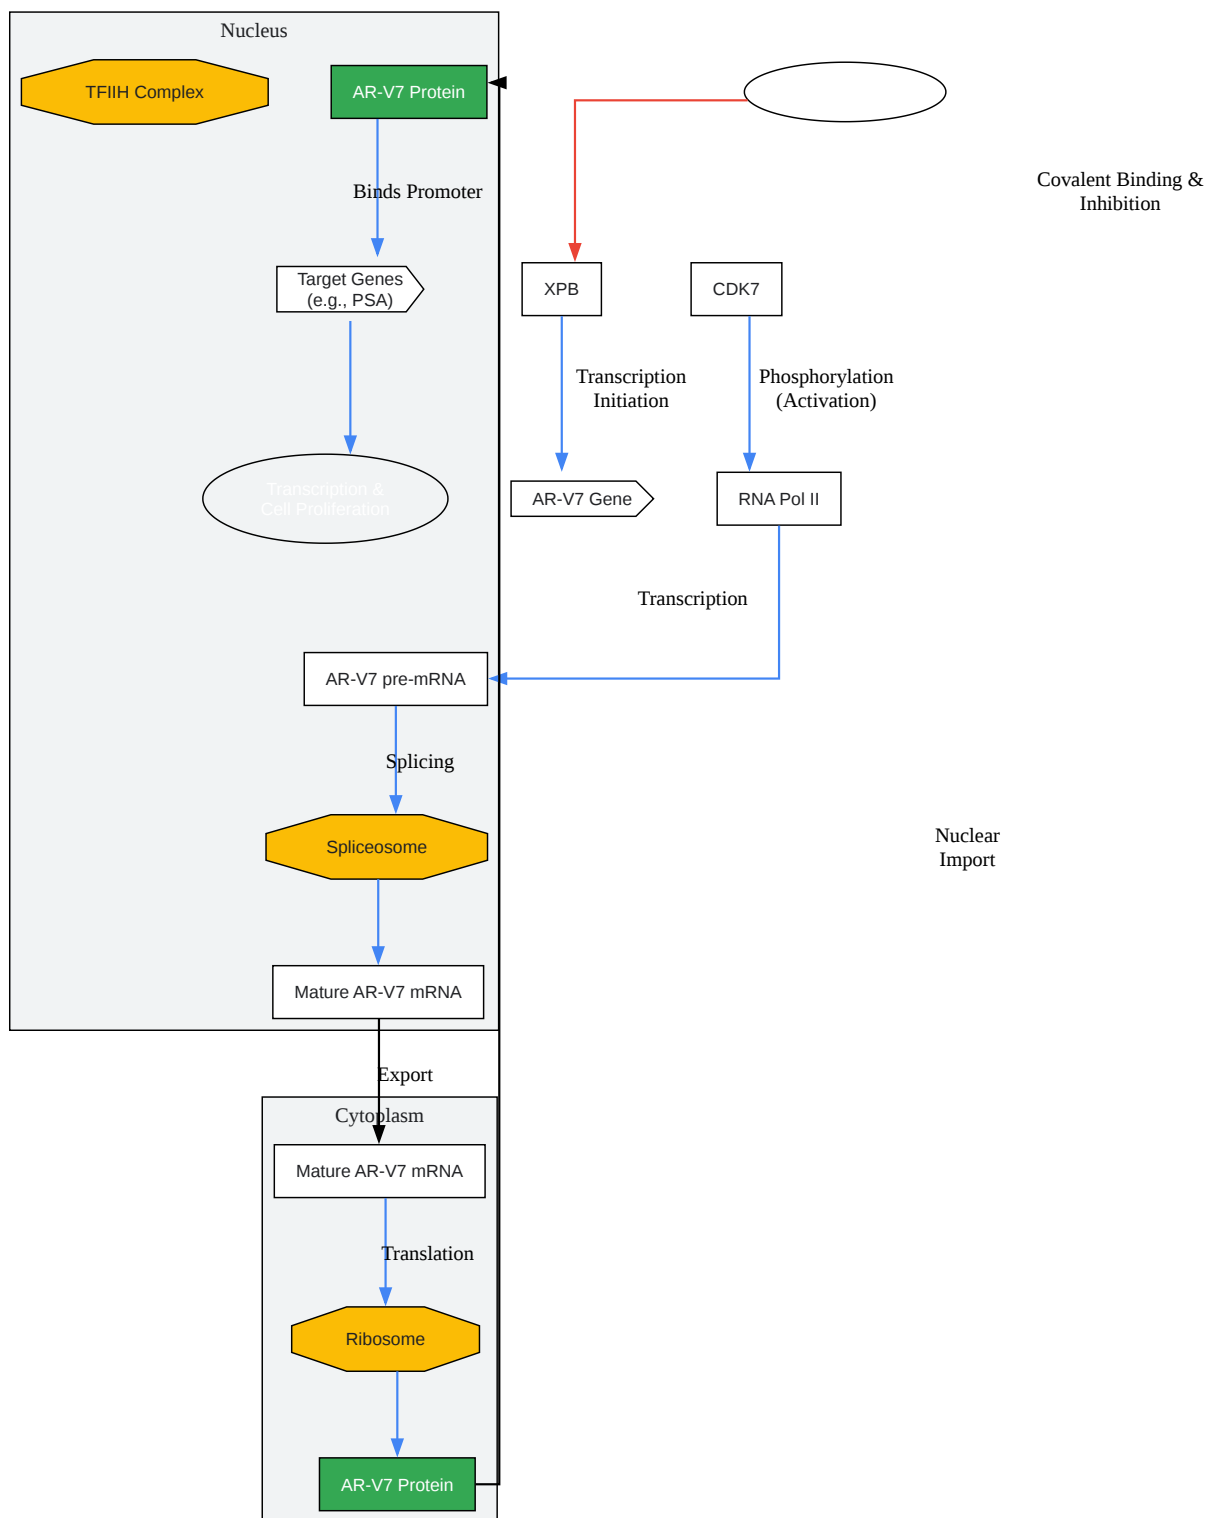 Nucleus
TFIIH Complex
AR-V7 Protein
Binds Promoter
Covalent Binding &
Inhibition
Target Genes
(e.g., PSA)
XPB
CDK7
Transcription
Initiation
Phosphorylation
(Activation)
Transcription &
Cell Proliferation
AR-V7 Gene
RNA Pol II
Transcription
AR-V7 pre-mRNA
Splicing
Spliceosome
Nuclear
Import
Mature AR-V7 mRNA
Export
Cytoplasm
Mature AR-V7 mRNA
Translation
Ribosome
AR-V7 Protein